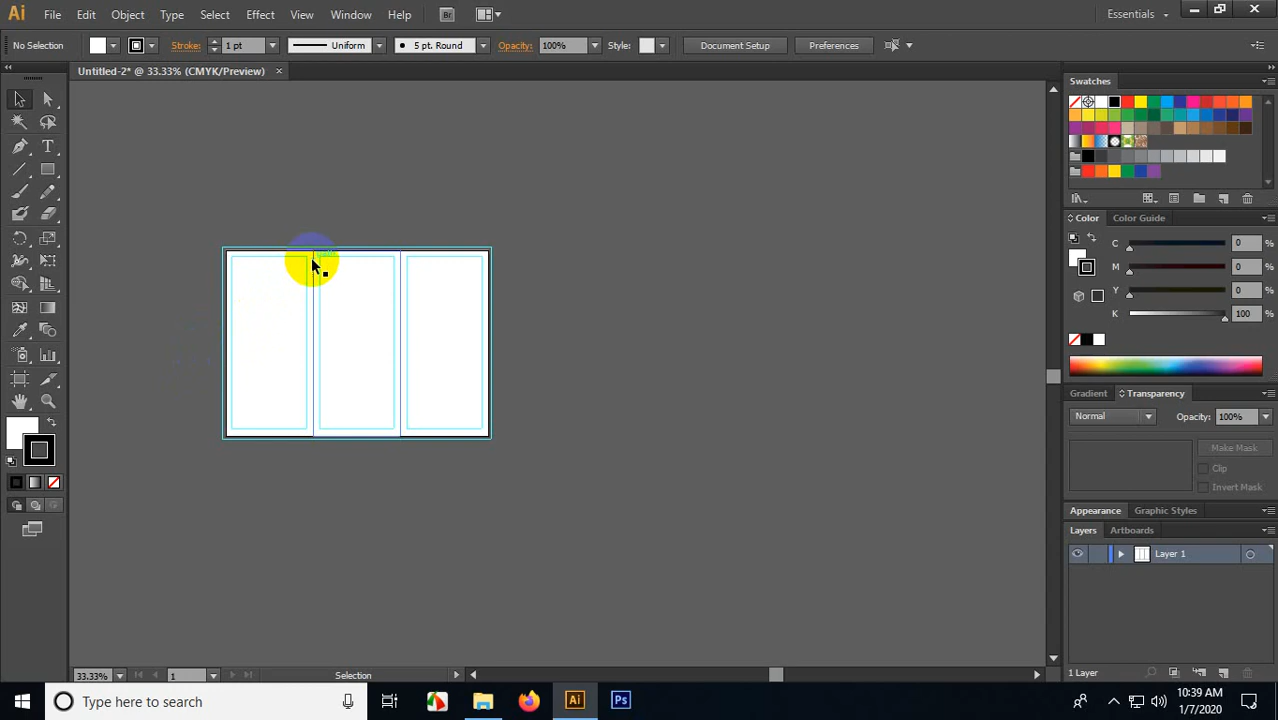 Ai File Edit Object Type Select Effect View Window Help Br Essentials
No Selection Stroke: 1 pt Uniform 5 pt. Round Opacity: 100% Style: Document Setup Preferences
Untitled-2* @ 33.33% (CMYK/Preview)
Swatches
Color Color Guide
C 0 %
M 0 %
Y 0 %
K 100 %
Gradient Transparency
Normal Opacity: 100%
Make Mask
Clip
Invert Mask
Appearance Graphic Styles
Layers Artboards
Layer 1
1 Layer
33.33% 1 Selection
Type here to search
Ai Ps
10:39 AM
1/7/2020